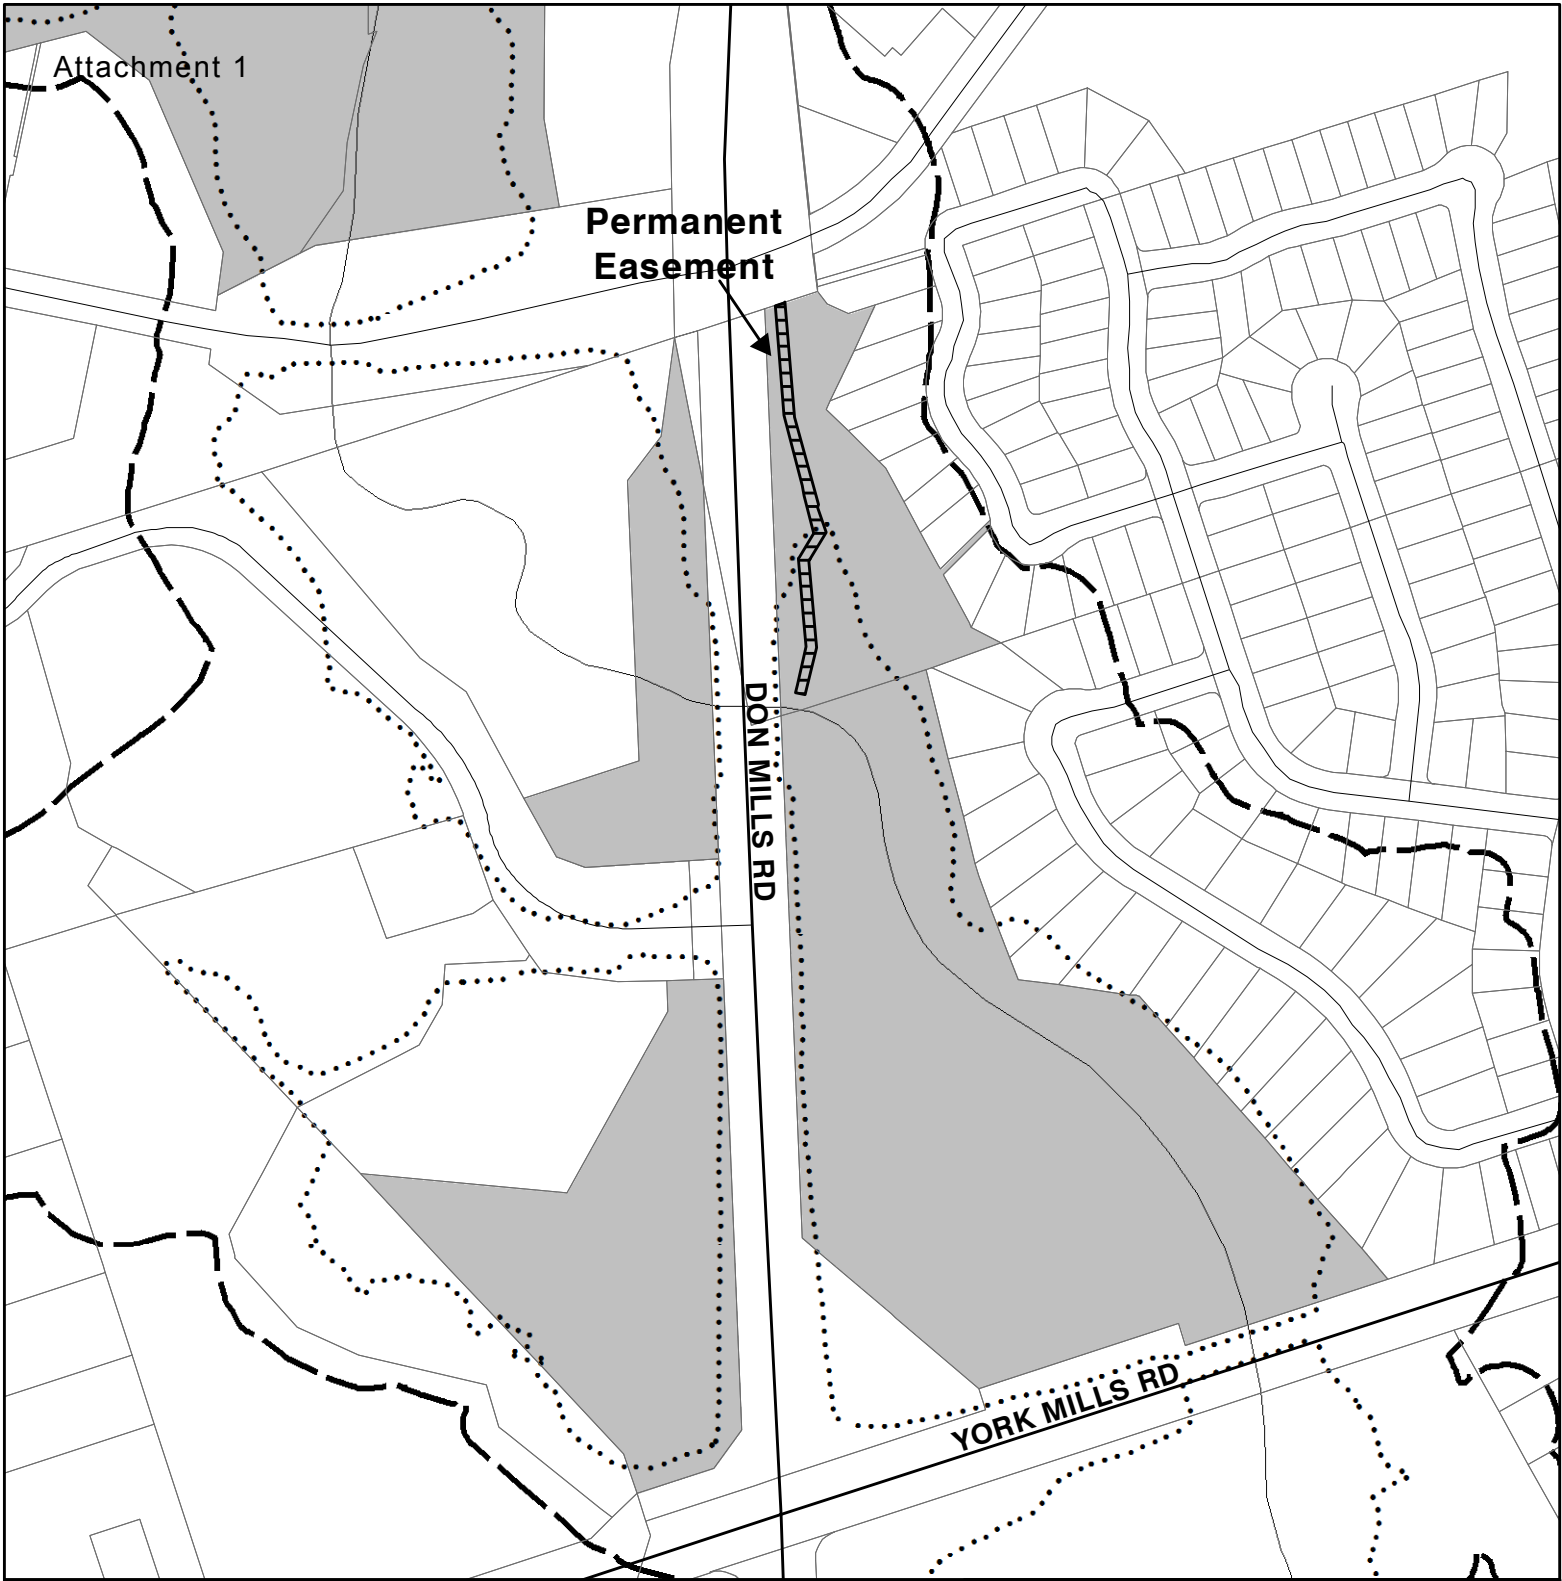 Attachment 1
Permanent
Easement
DON MILLS RD
YORK MILLS RD